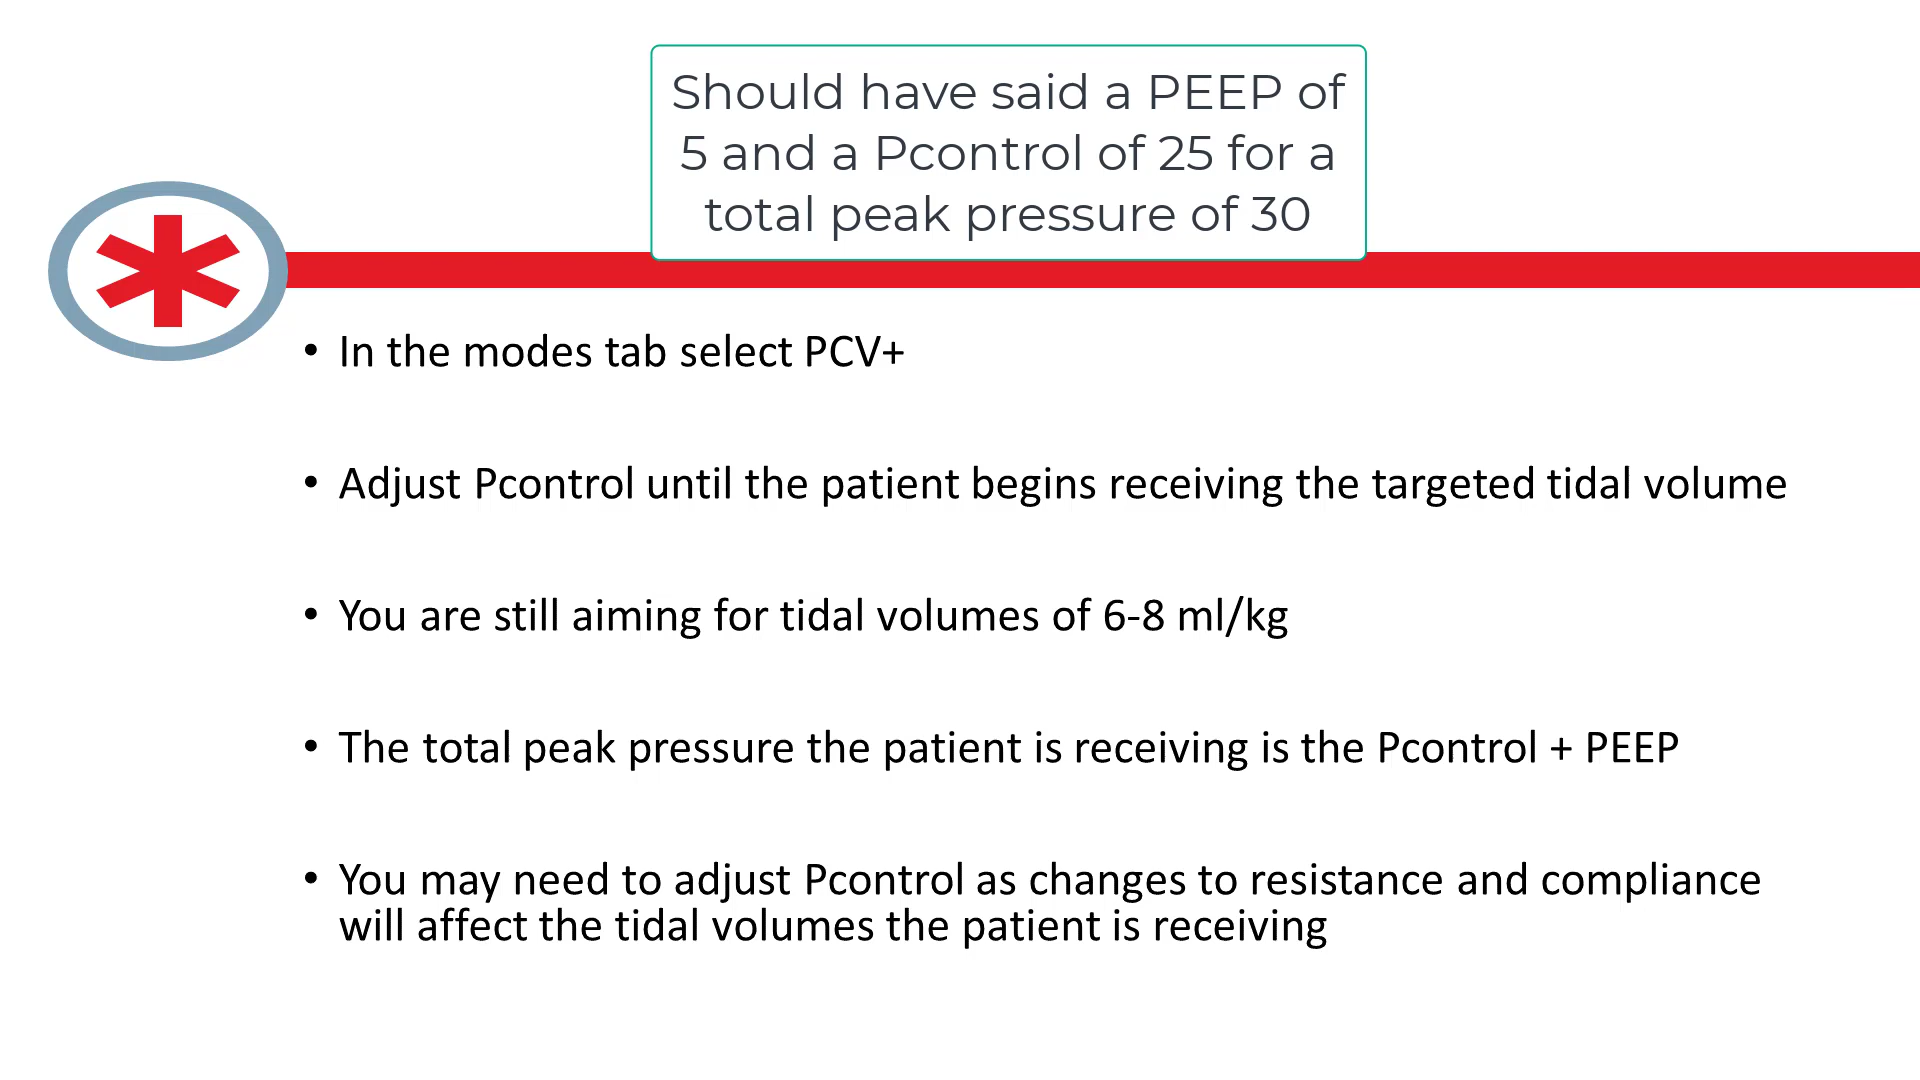 Should have said a PEEP of
5 and a Pcontrol of 25 for a
total peak pressure of 30
• In the modes tab select PCV+
• Adjust Pcontrol until the patient begins receiving the targeted tidal volume
• You are still aiming for tidal volumes of 6-8 ml/kg
• The total peak pressure the patient is receiving is the Pcontrol + PEEP
• You may need to adjust Pcontrol as changes to resistance and compliance
will affect the tidal volumes the patient is receiving